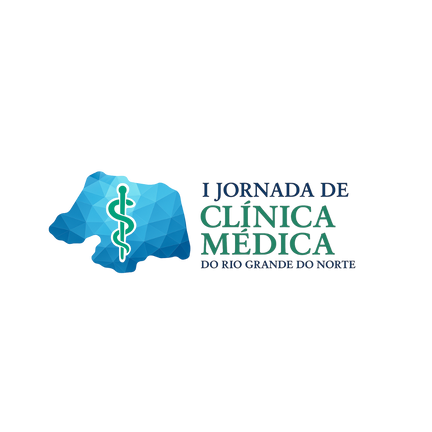 I JORNADA DE
CLÍNICA
MÉDICA
DO RIO GRANDE DO NORTE